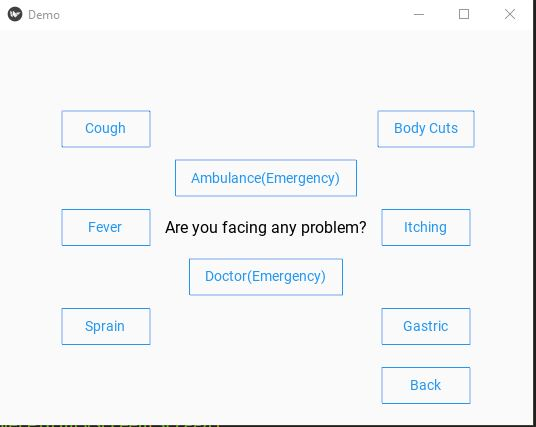 Demo
Cough
Body Cuts
Ambulance(Emergency)
Fever
Are you facing any problem?
Itching
Doctor(Emergency)
Sprain
Gastric
Back